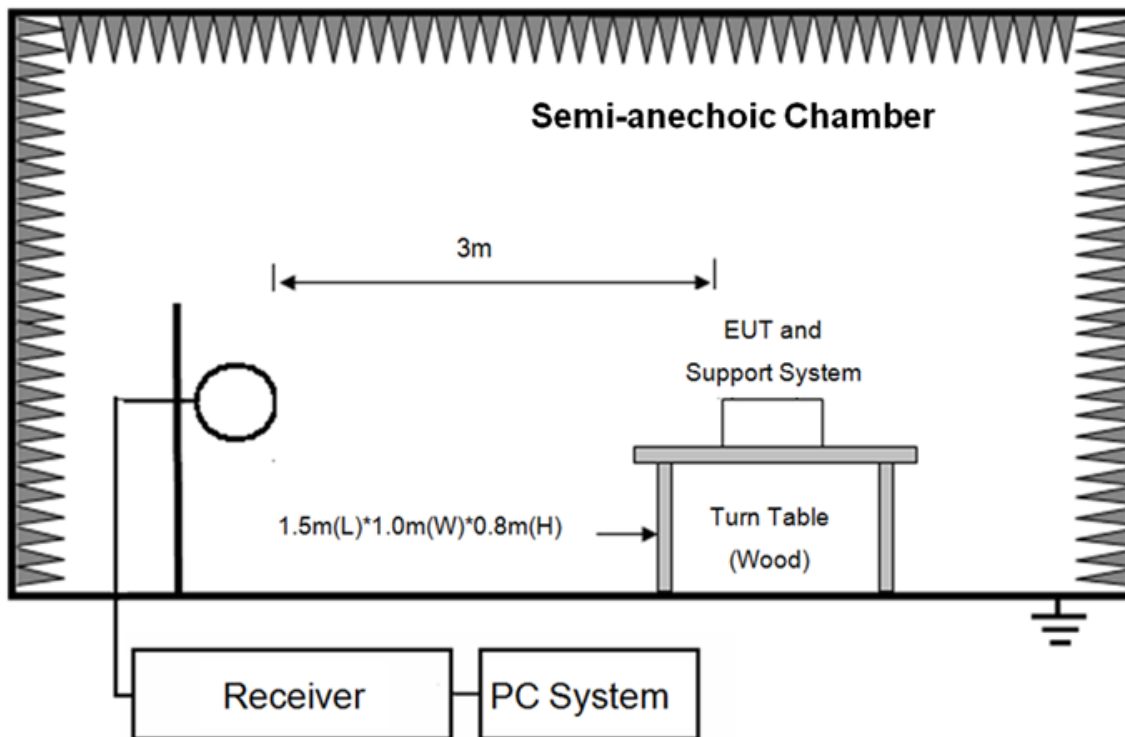 Semi-anechoic Chamber
3m
EUT and
Support System
1.5m(L)*1.0m(W)*0.8m(H)
Turn Table
(Wood)
Receiver
PC System